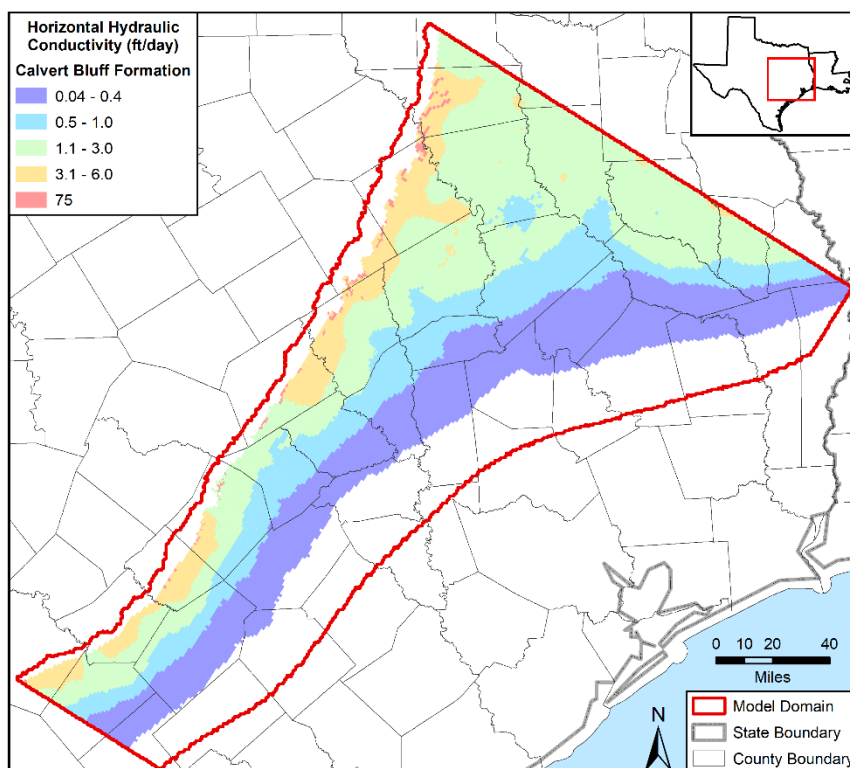 Horizontal Hydraulic
Conductivity (ft/day)
Calvert Bluff Formation
0.04 - 0.4
0.5 - 1.0
1.1 - 3.0
3.1 - 6.0
75
0 10 20 40
Miles
N
Model Domain
State Boundary
County Boundary